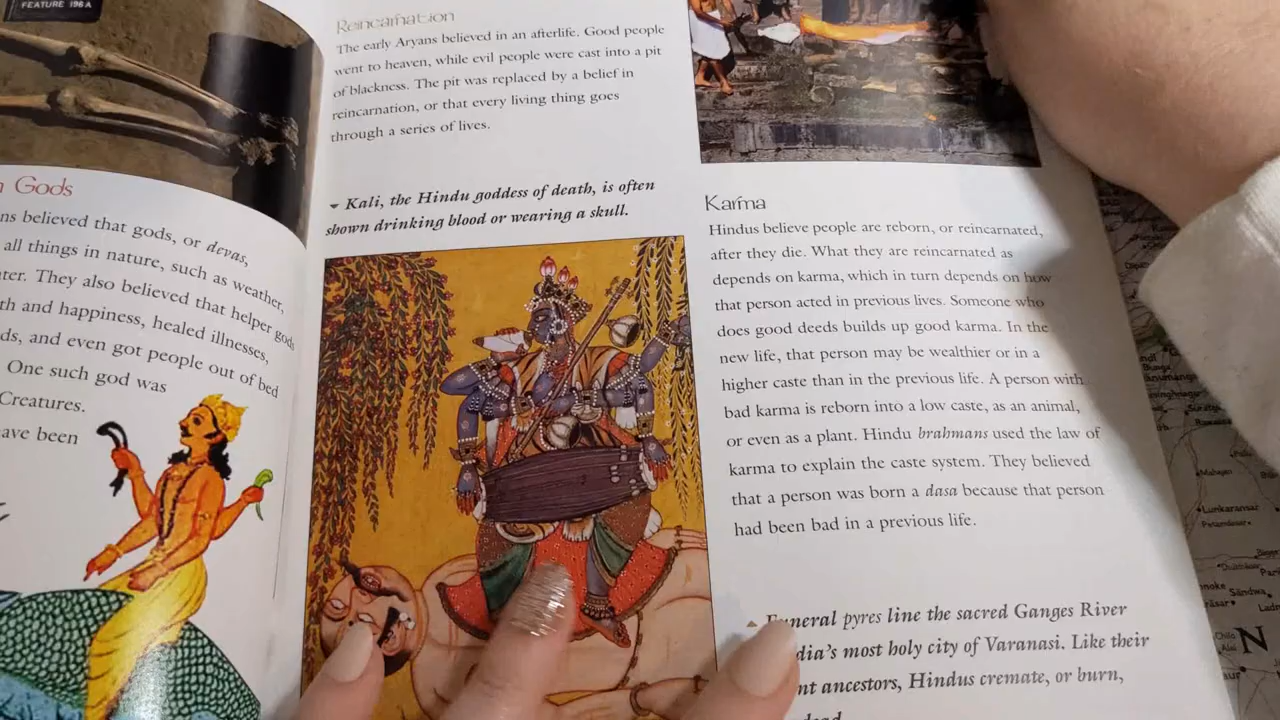 FEATURE 196A
n Gods
ns believed that gods, or devas,
all things in nature, such as weather,
ter. They also believed that helper gods
th and happiness, healed illnesses,
ds, and even got people out of bed
One such god was
Creatures.
ave been
Reincarnation
The early Aryans believed in an afterlife. Good people
went to heaven, while evil people were cast into a pit
of blackness. The pit was replaced by a belief in
reincarnation, or that every living thing goes
through a series of lives.
Kali, the Hindu goddess of death, is often
shown drinking blood or wearing a skull.
Karma
Hindus believe people are reborn, or reincarnated,
after they die. What they are reincarnated as
depends on karma, which in turn depends on how
that person acted in previous lives. Someone who
does good deeds builds up good karma. In the
new life, that person may be wealthier or in a
higher caste than in the previous life. A person with
bad karma is reborn into a low caste, as an animal,
or even as a plant. Hindu brahmans used the law of
karma to explain the caste system. They believed
that a person was born a dasa because that person
had been bad in a previous life.
Funeral pyres line the sacred Ganges River
dia's most holy city of Varanasi. Like their
nt ancestors, Hindus cremate, or burn,
dead
Lunkaransar
N